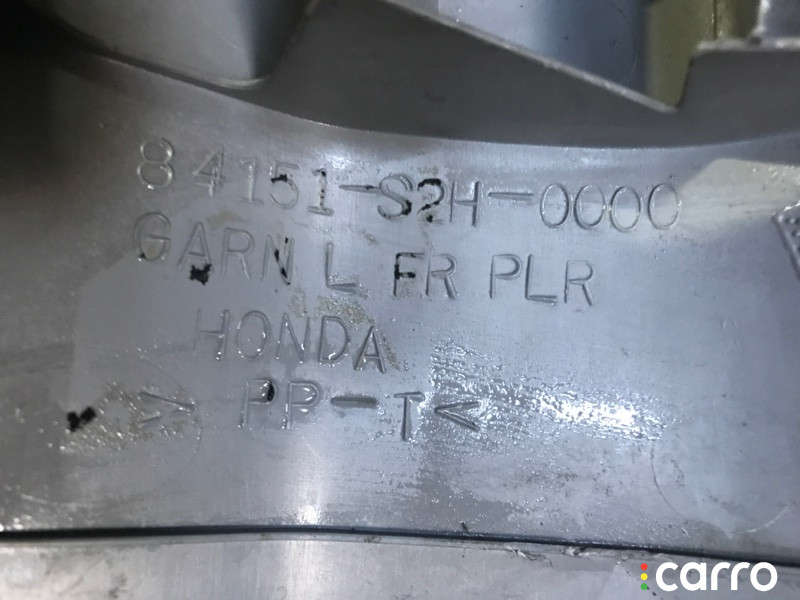 84151-S2H-0000
GARN L FR PLR
HONDA
>PP-T<
carro